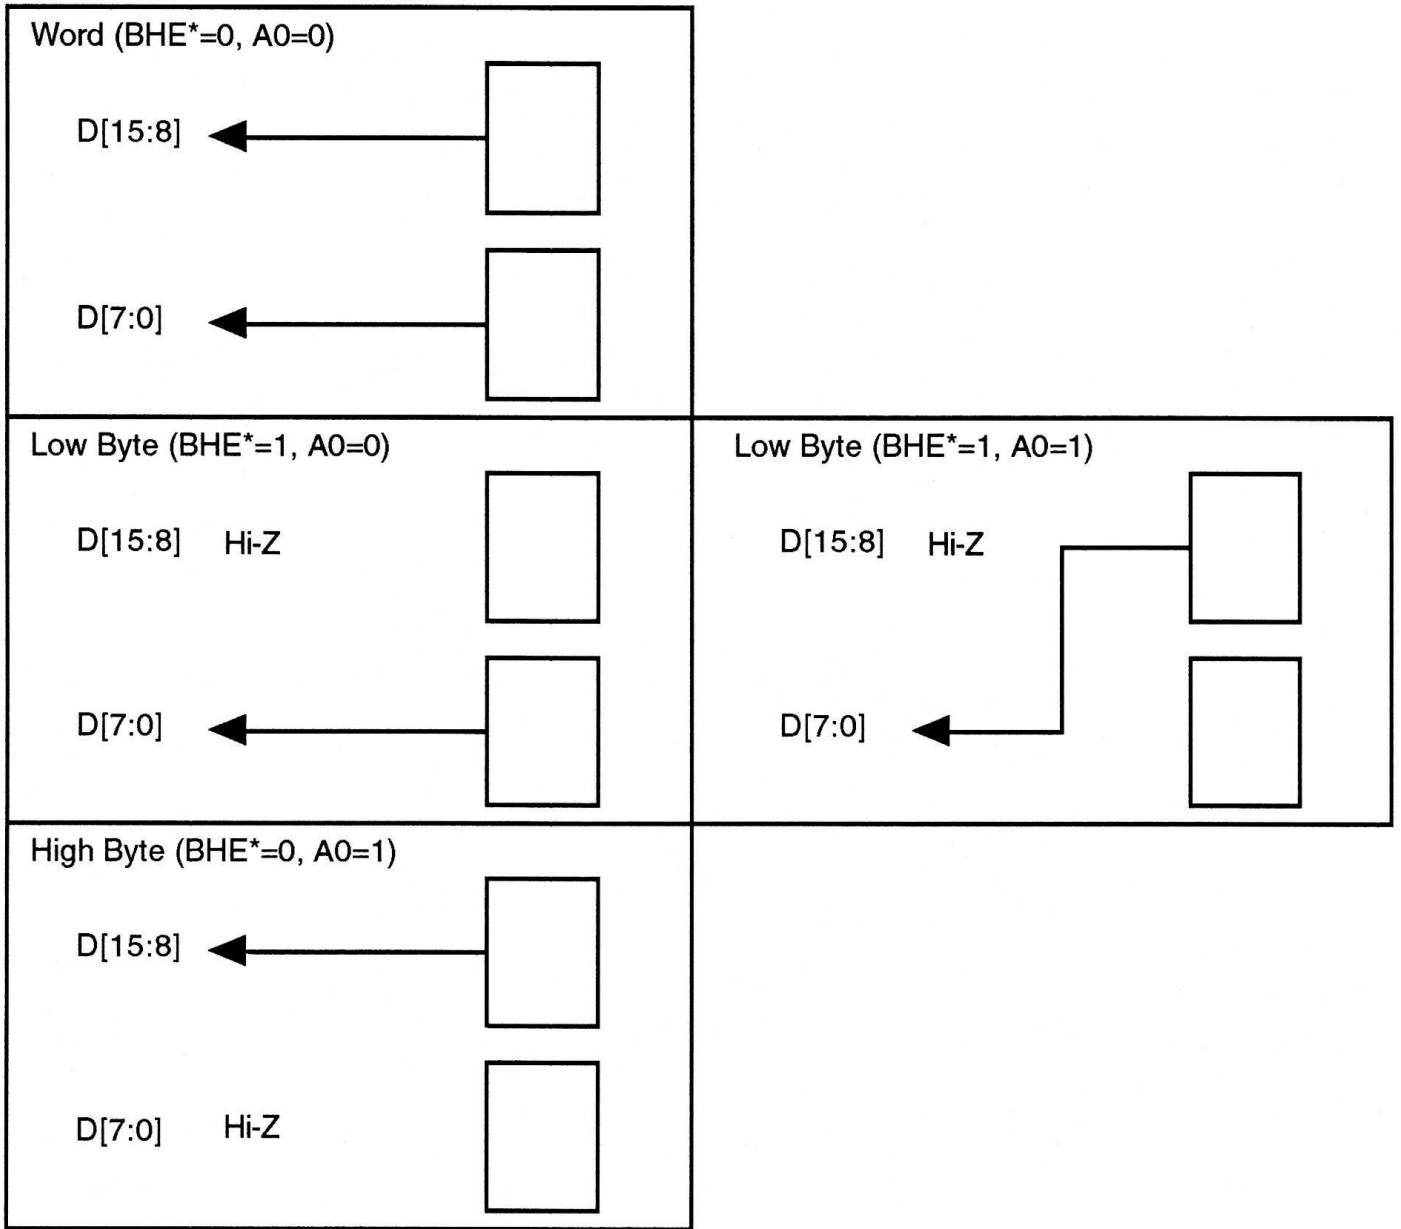 Word (BHE*=0, A0=0)
D[15:8]
D[7:0]
Low Byte (BHE*=1, A0=0)
D[15:8] Hi-Z
D[7:0]
Low Byte (BHE*=1, A0=1)
D[15:8] Hi-Z
D[7:0]
High Byte (BHE*=0, A0=1)
D[15:8]
D[7:0] Hi-Z